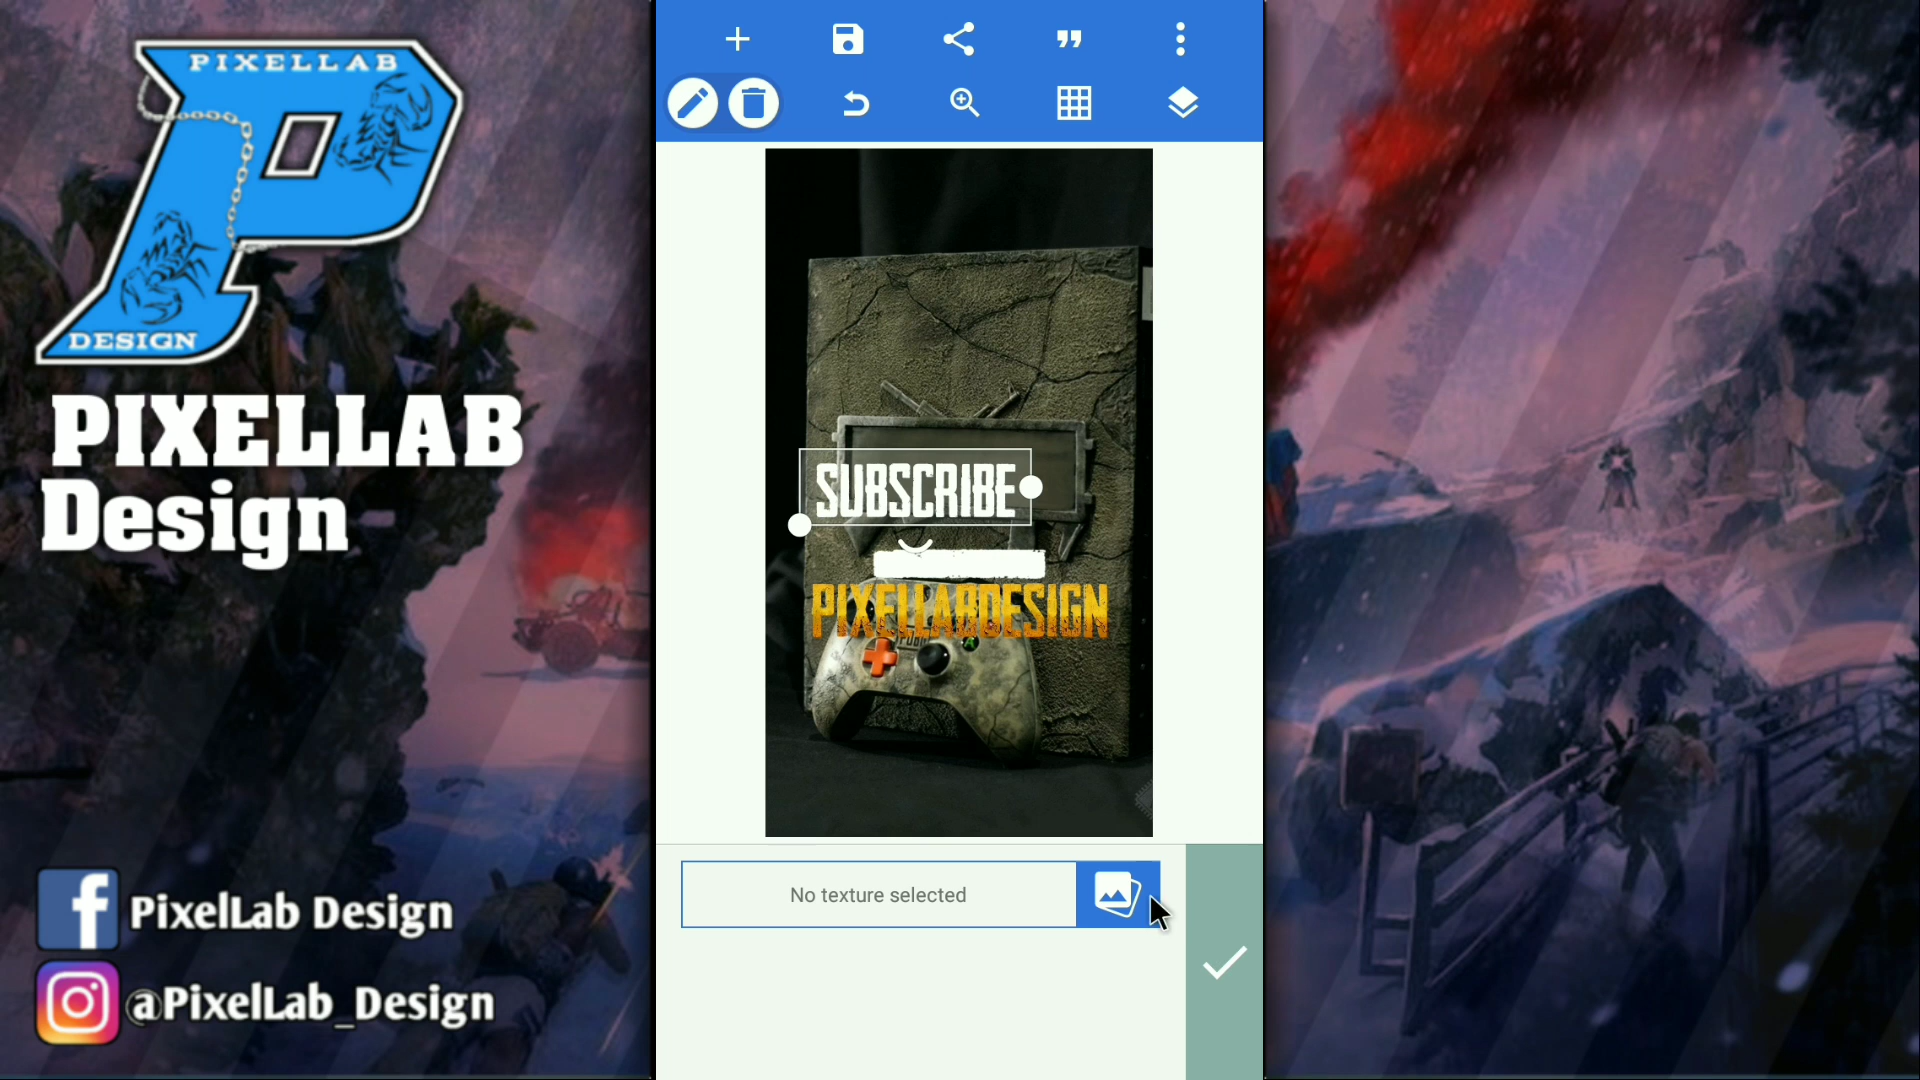 PIXELLAB
DESIGN
PIXELLAB
Design
PixelLab Design
@PixelLab_Design
SUBSCRIBE
PIXELLABDESIGN
No texture selected